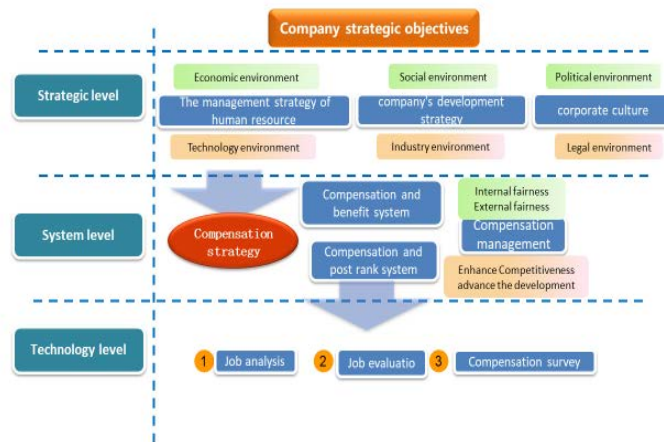 Company strategic objectives
Economic environment
Social environment
Political environment
Strategic level
The management strategy of
human resource
company's development
strategy
corporate culture
Technology environment
Industry environment
Legal environment
System level
Compensation
strategy
Compensation and
benefit system
Compensation and
post rank system
Internal fairness
External fairness
Compensation
management
Enhance Competitiveness
advance the development
Technology level
1 Job analysis
2 Job evaluatio
3 Compensation survey